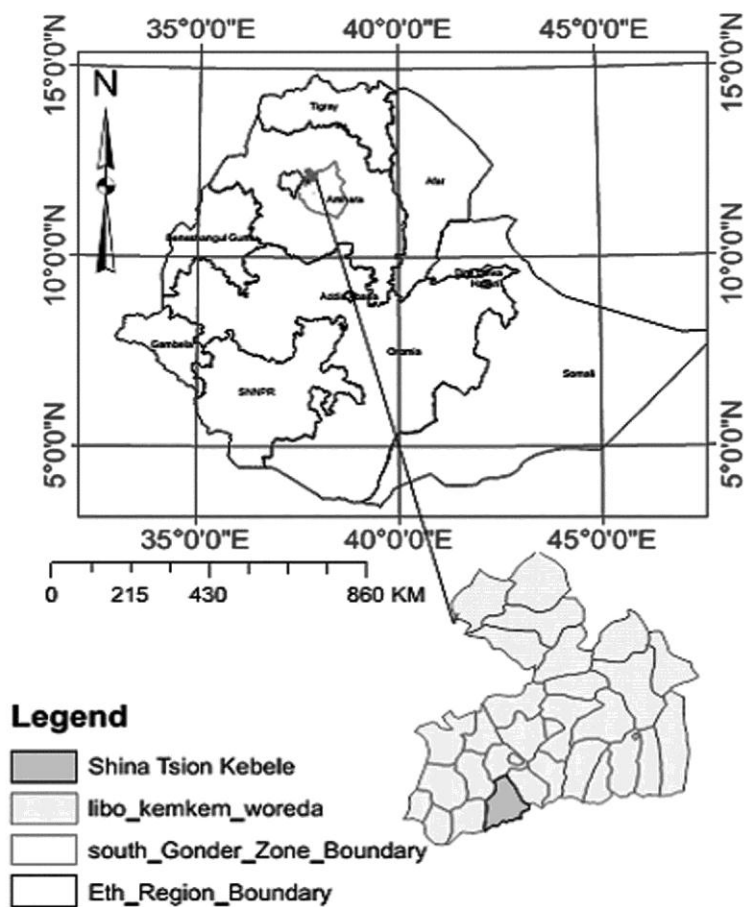 35°0'0"E 40°0'0"E 45°0'0"E
15°0'0"N 15°0'0"N
N
Tigray
Afar
Amhara
Benishangul Gumz
10°0'0"N 10°0'0"N
Dire Dawa
Harari
Addis Ababa
Gambela
Oromia
Somali
SNNPR
5°0'0"N 5°0'0"N
35°0'0"E 40°0'0"E 45°0'0"E
0 215 430 860 KM
Legend
Shina Tsion Kebele
libo_kemkem_woreda
south_Gonder_Zone_Boundary
Eth_Region_Boundary